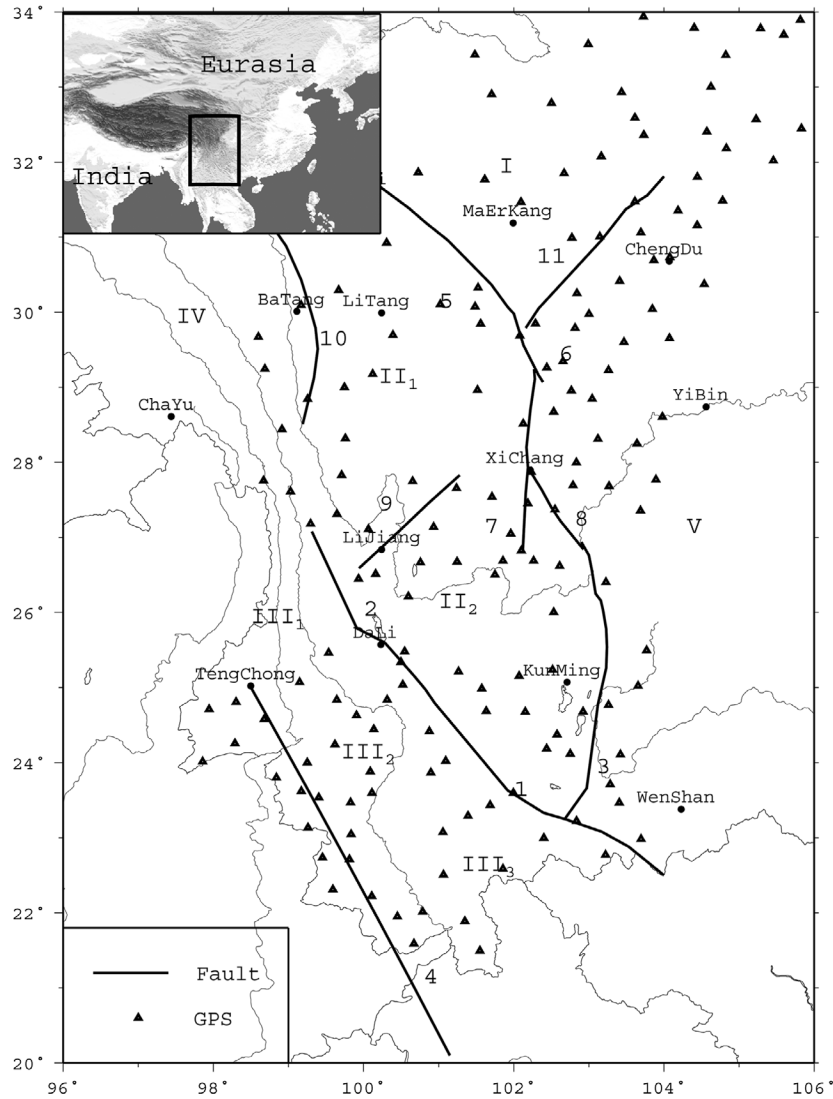 34°
Eurasia
India
32°
I
MaErKang
ChengDu
11
BaTang
LiTang
5
IV
10
30°
6
II1
ChaYu
YiBin
28°
XiChang
9
7
8
V
LiJiang
2
II2
26°
III1
DaLi
TengChong
KunMing
24°
III2
3
1
WenShan
III3
22°
4
Fault
GPS
20°
96° 98° 100° 102° 104° 106°